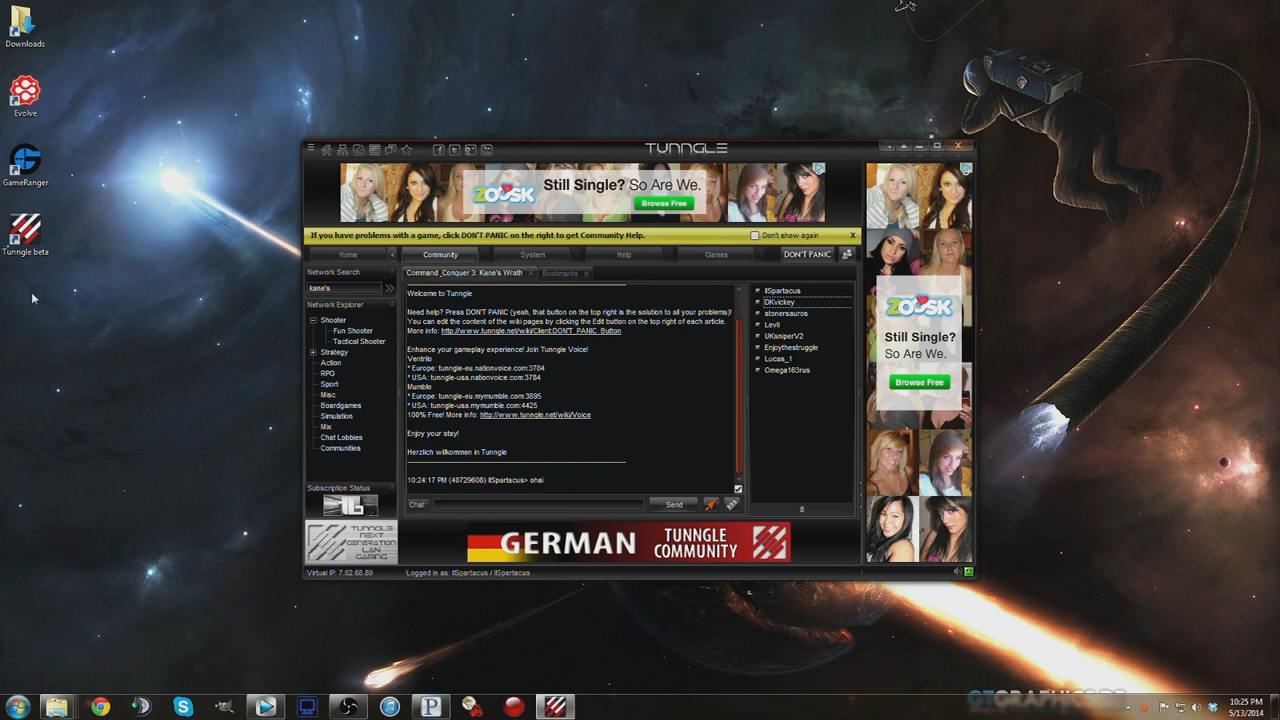 Downloads
Evolve
GameRanger
Tunngle beta
TUNNGLE
ZOOSK
Still Single? So Are We.
Browse Free
If you have problems with a game, click DON'T PANIC on the right to get Community Help.
Don't show again
X
Home
Community
System
Help
Games
DON'T PANIC
Network Search
kane's
Network Explorer
Shooter
Fun Shooter
Tactical Shooter
Strategy
Action
RPG
Sport
Misc
Boardgames
Simulation
Mix
Chat Lobbies
Communities
Subscription Status
TUNNGLE
NEXT
GENERATION
LAN
GAMING
Command _Conquer 3: Kane's Wrath
Bookmarks
Welcome to Tunngle
Need help? Press DON'T PANIC (yeah, that button on the top right is the solution to all your problems)!
You can edit the content of the wiki pages by clicking the Edit button on the top right of each article.
More info: http://www.tunngle.net/wiki/Client:DON'T_PANIC_Button
Enhance your gameplay experience! Join Tunngle Voice!
Ventrilo
* Europe: tunngle-eu.nationvoice.com:3784
* USA: tunngle-usa.nationvoice.com:3784
Mumble
* Europe: tunngle-eu.mymumble.com:3895
* USA: tunngle-usa.mymumble.com:4425
100% Free! More info: http://www.tunngle.net/wiki/Voice
Enjoy your stay!
Herzlich willkommen in Tunngle
10:24:17 PM (40729608) llSpartacus> ohai
Chat:
Send
llSpartacus
DKvickey
stonersauros
Levli
UKsniperV2
Enjoythestruggle
Lucas_1
Omega163rus
8
ZOOSK
Still Single?
So Are We.
Browse Free
GERMAN
TUNNGLE
COMMUNITY
Virtual IP: 7.82.68.89
Logged in as: llSpartacus / llSpartacus
10:25 PM
5/13/2014